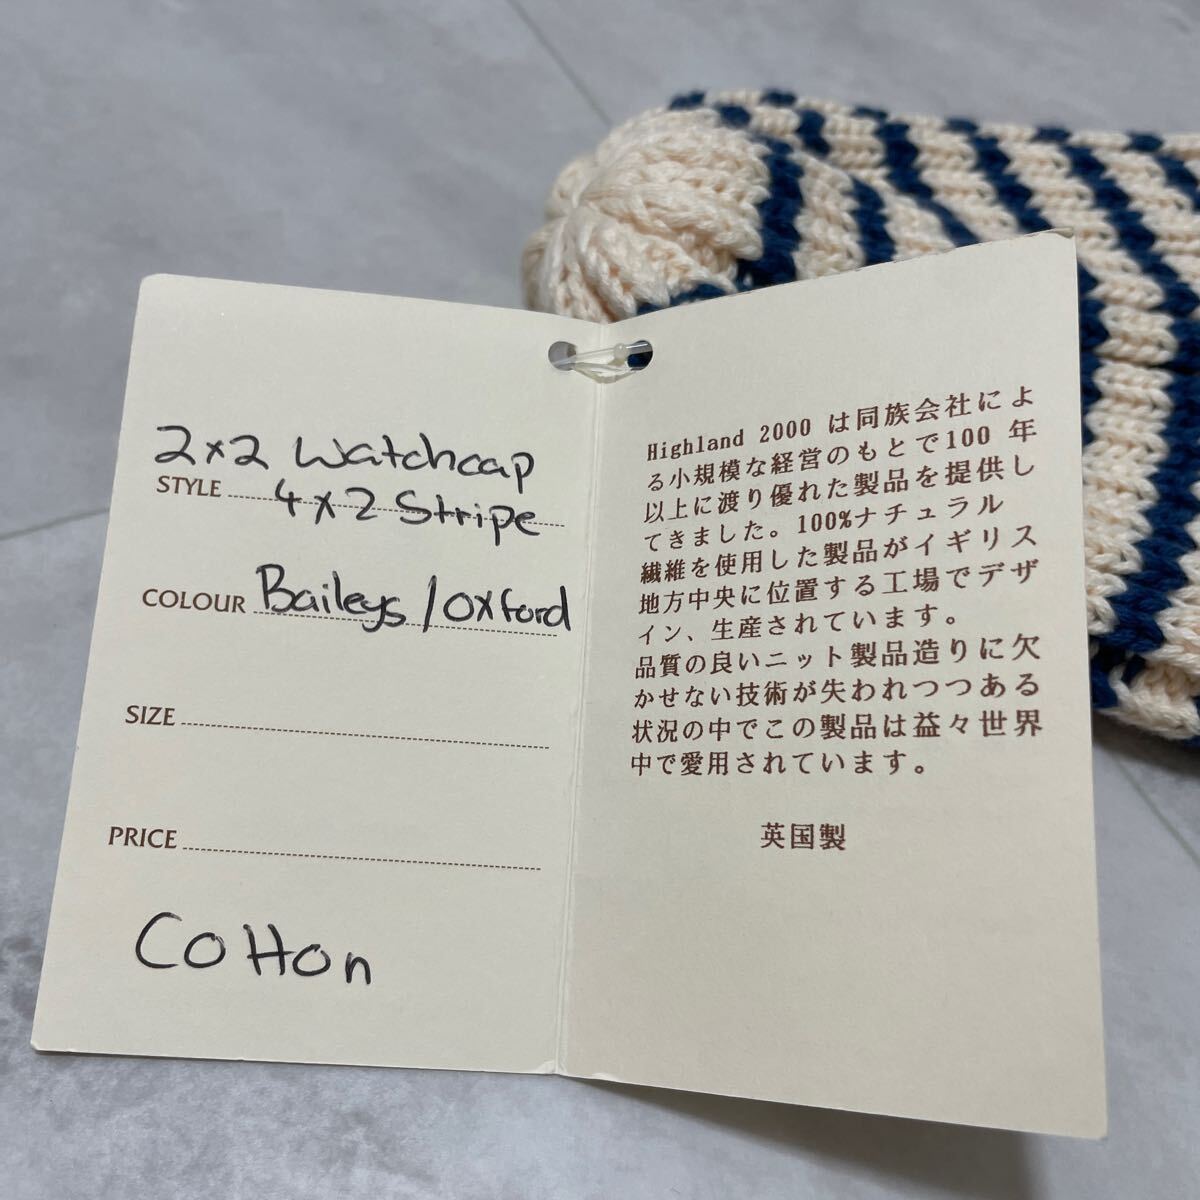 2x2 Watchcap
STYLE 4x2 Stripe
COLOUR Baileys / Oxford
SIZE
PRICE
Cotton
Highland 2000 は同族会社によ
る小規模な経営のもとで100 年
以上に渡り優れた製品を提供し
てきました。100%ナチュラル
繊維を使用した製品がイギリス
地方中央に位置する工場でデザ
イン、生産されています。
品質の良いニット製品造りに欠
かせない技術が失われつつある
状況の中でこの製品は益々世界
中で愛用されています。
英国製